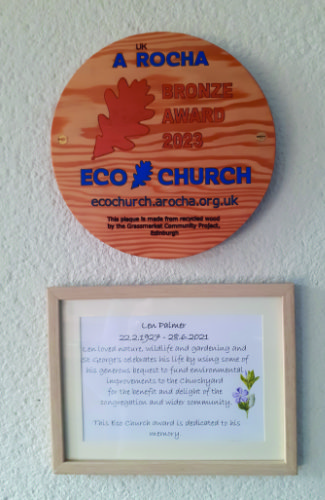 UK
A ROCHA
BRONZE
AWARD
2023
ECO CHURCH
ecochurch.arocha.org.uk
This plaque is made from recycled wood
by the Grassmarket Community Project,
Edinburgh
Len Palmer
22.2.1927 - 28.6.2021
Len loved nature, wildlife and gardening and
St George's celebrates his life by using some of
his generous bequest to fund environmental
improvements to the Churchyard
for the benefit and delight of the
congregation and wider community.
This Eco Church award is dedicated to his
memory